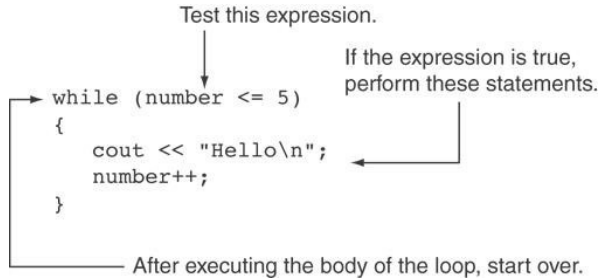 Test this expression.
If the expression is true,
perform these statements.
while (number <= 5)
{
cout << "Hello\n";
number++;
}
After executing the body of the loop, start over.